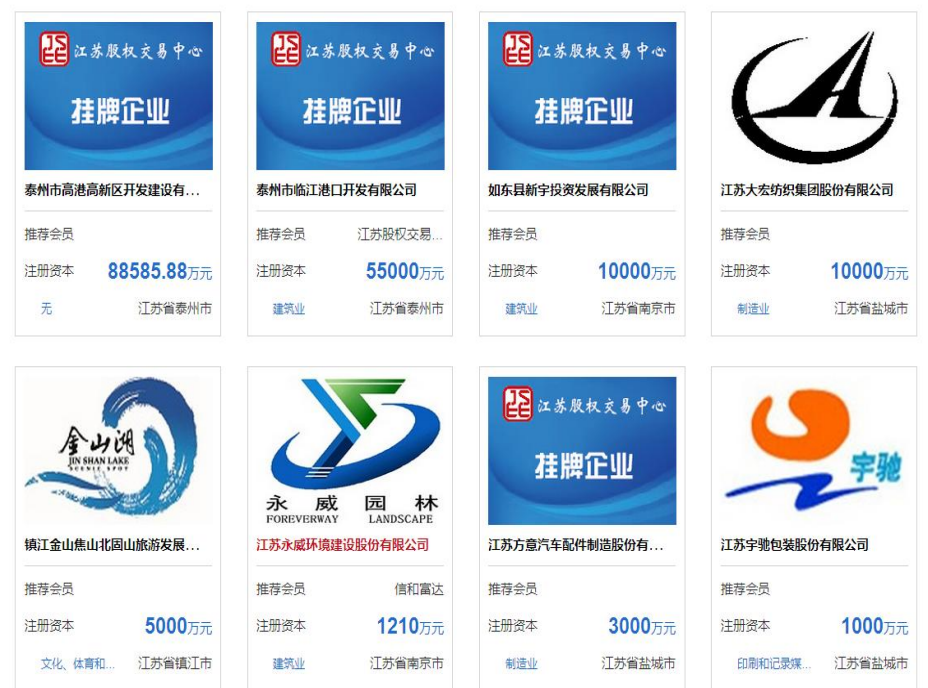 JSEE 江苏股权交易中心
挂牌企业
泰州市高港高新区开发建设有...
推荐会员
注册资本 88585.88万元
无 江苏省泰州市
JSEE 江苏股权交易中心
挂牌企业
泰州市临江港口开发有限公司
推荐会员 江苏股权交易...
注册资本 55000万元
建筑业 江苏省泰州市
JSEE 江苏股权交易中心
挂牌企业
如东县新宇投资发展有限公司
推荐会员
注册资本 10000万元
建筑业 江苏省南京市
江苏大宏纺织集团股份有限公司
推荐会员
注册资本 10000万元
制造业 江苏省盐城市
金山湖
JIN SHAN LAKE
SCENIC SPOT
镇江金山焦山北固山旅游发展...
推荐会员
注册资本 5000万元
文化、体育和... 江苏省镇江市
永威园林
FOREVERWAY LANDSCAPE
江苏永威环境建设股份有限公司
推荐会员 信和富达
注册资本 1210万元
建筑业 江苏省南京市
JSEE 江苏股权交易中心
挂牌企业
江苏方意汽车配件制造股份有...
推荐会员
注册资本 3000万元
制造业 江苏省盐城市
宇驰
江苏宇驰包装股份有限公司
推荐会员
注册资本 1000万元
印刷和记录媒... 江苏省盐城市